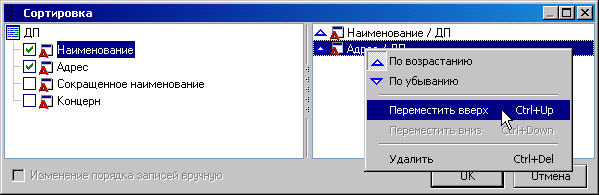 Сортировка
ДП
Наименование
Адрес
Сокращенное наименование
Концерн
Наименование / ДП
Адрес / ДП
По возрастанию
По убыванию
Переместить вверх Ctrl+Up
Переместить вниз Ctrl+Down
Удалить Ctrl+Del
Изменение порядка записей вручную
OK
Отмена